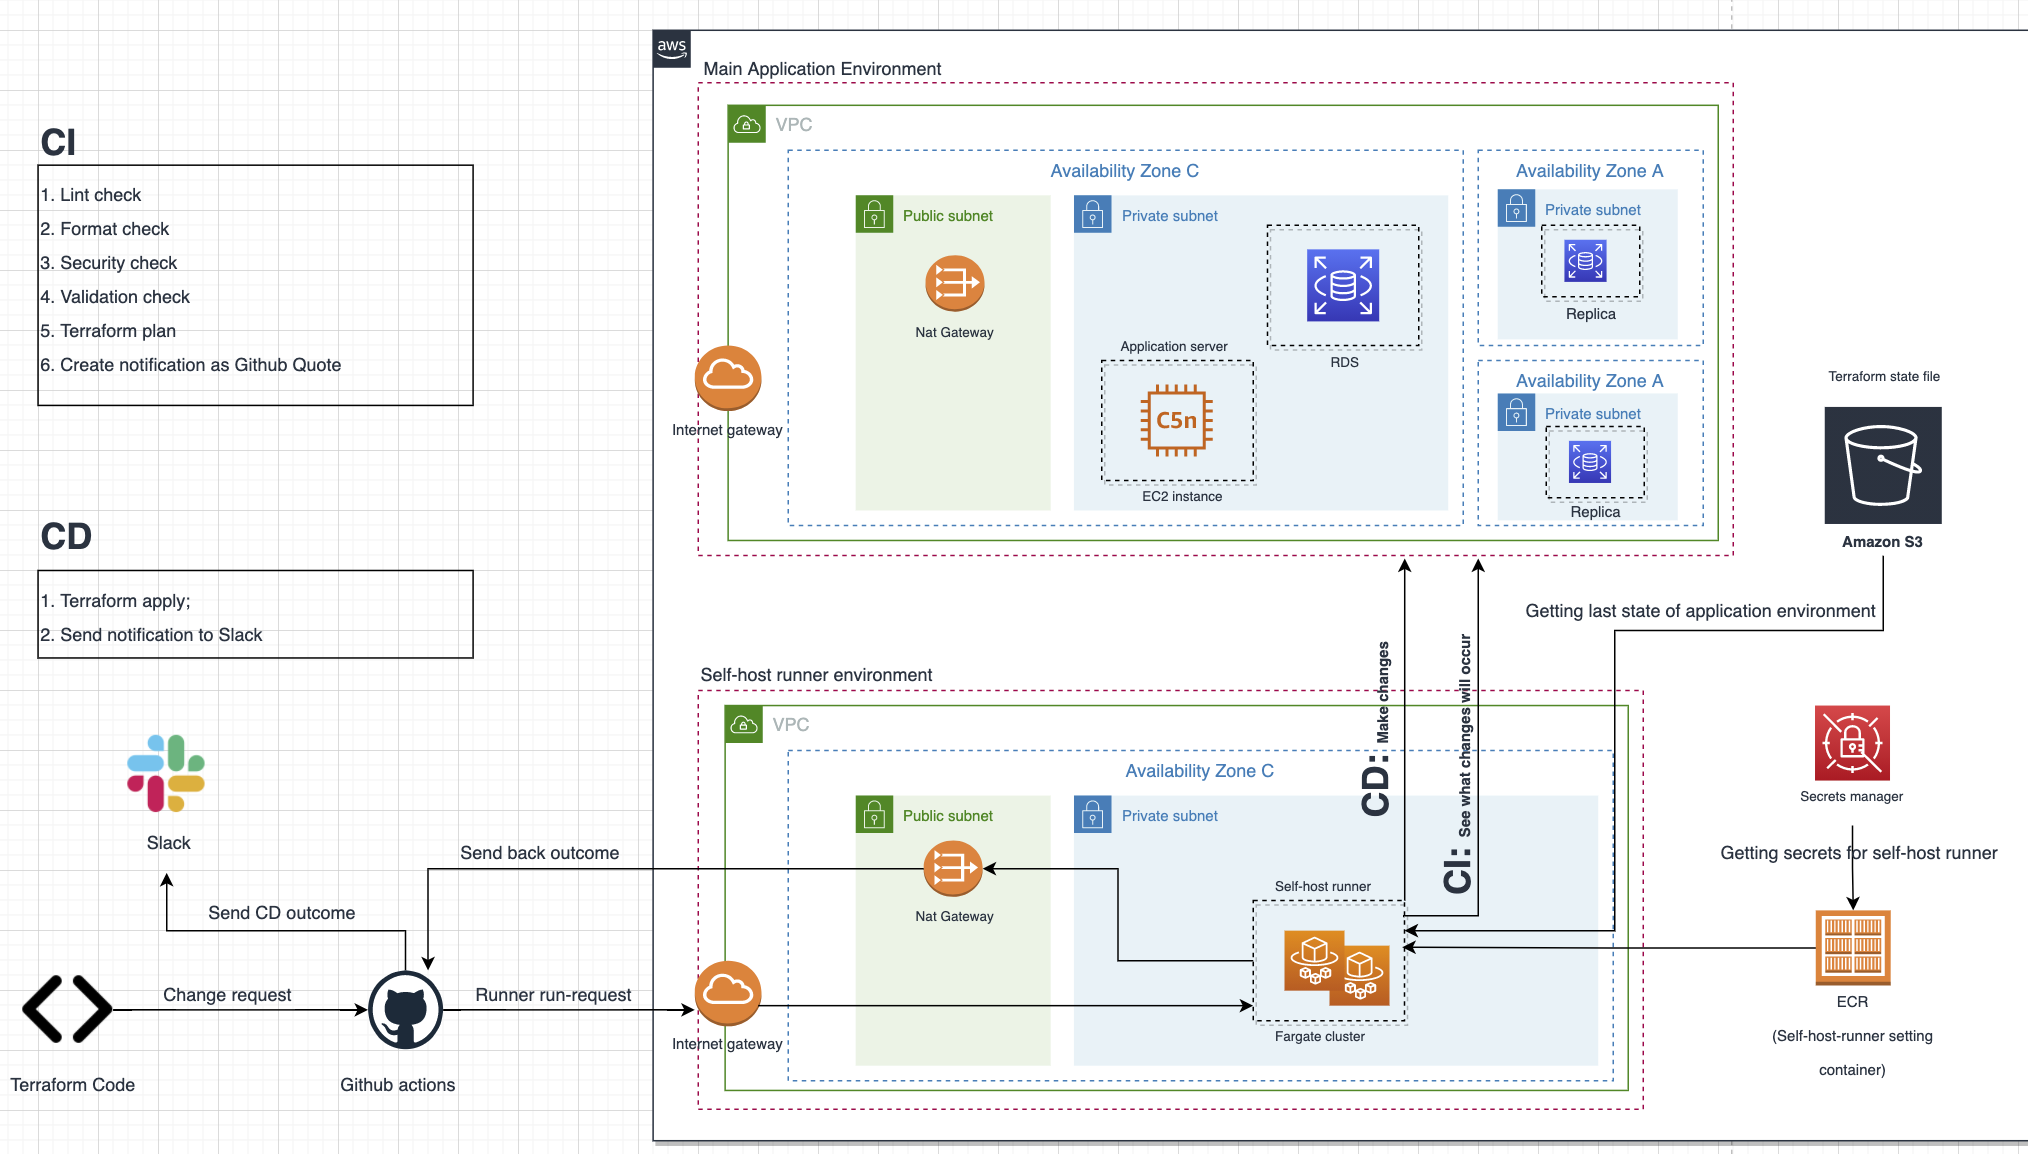 aws
Main Application Environment
VPC
Availability Zone C
Availability Zone A
Public subnet
Private subnet
Private subnet
Nat Gateway
RDS
Replica
Application server
C5n
EC2 instance
Internet gateway
Availability Zone A
Private subnet
Replica
CI
1. Lint check
2. Format check
3. Security check
4. Validation check
5. Terraform plan
6. Create notification as Github Quote
CD
1. Terraform apply;
2. Send notification to Slack
Terraform state file
Amazon S3
Getting last state of application environment
CD: Make changes
CI: See what changes will occur
Self-host runner environment
VPC
Availability Zone C
Public subnet
Private subnet
Nat Gateway
Self-host runner
Fargate cluster
Internet gateway
Secrets manager
Getting secrets for self-host runner
ECR
(Self-host-runner setting
container)
Slack
Send back outcome
Send CD outcome
Change request
Runner run-request
Terraform Code
Github actions